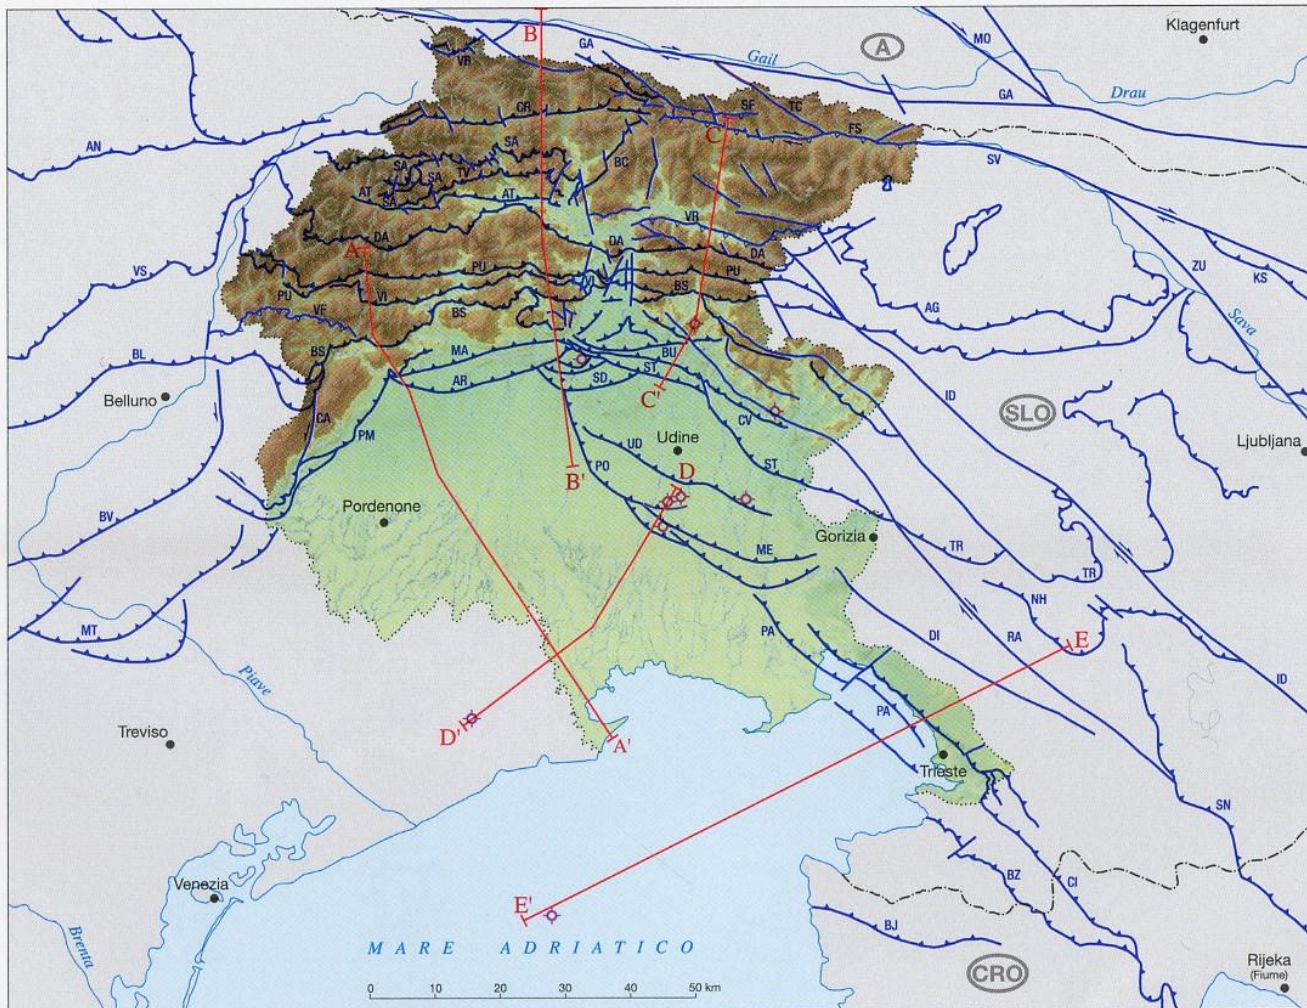 Klagenfurt
B
GA
A
MO
VR
Gail
Drau
GA
CR
SF
TC
C
FS
AN
SA
BC
SV
SA
TV
SA
AT
SA
AT
VR
DA
DA
DA
A
VS
PU
PU
ZU
KS
PU
VI
VI
BS
AG
VF
BS
Sava
BL
BS
MA
BU
ST
AR
SD
ID
Belluno
C'
CA
CV
SLO
PM
UD
Udine
Ljubljana
PO
ST
B'
D
Pordenone
BV
Gorizia
ME
TR
TR
NH
MT
PA
DI
RA
E
Piave
ID
PA
Treviso
D'
A'
Trieste
SN
Venezia
BZ
CI
E'
BJ
Brenta
MARE ADRIATICO
CRO
Rijeka
(Fiume)
0 10 20 30 40 50 km